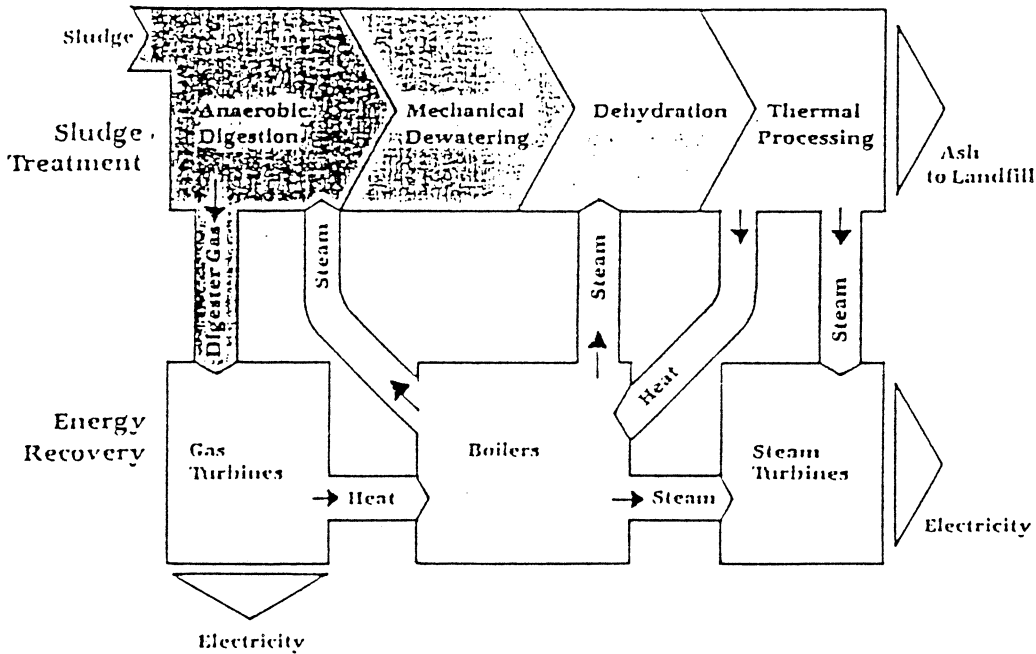 Sludge
Sludge
Treatment
Anaerobic
Digestion
Mechanical
Dewatering
Dehydration
Thermal
Processing
Ash
to Landfill
Digester Gas
Steam
Steam
Heat
Steam
Energy
Recovery
Gas
Turbines
Heat
Boilers
Steam
Steam
Turbines
Electricity
Electricity